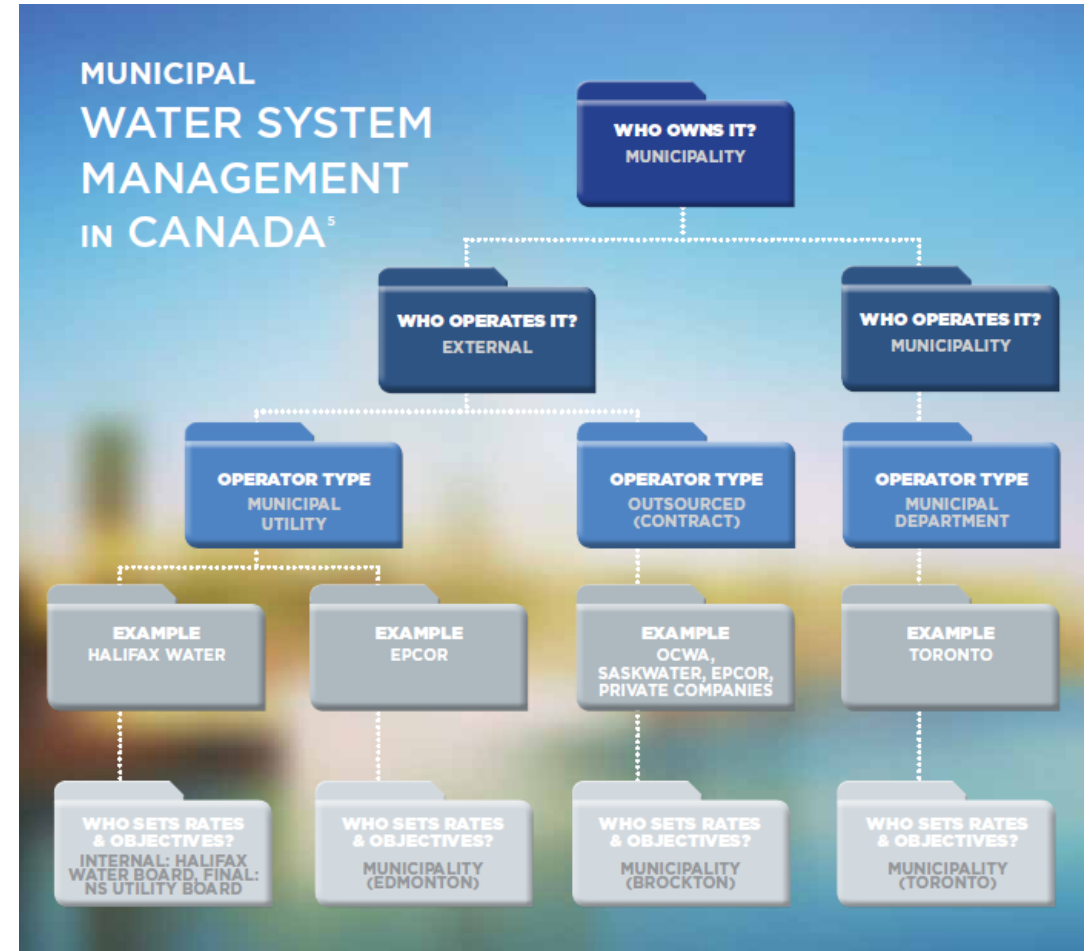 MUNICIPAL
WATER SYSTEM
MANAGEMENT
IN CANADA⁵
WHO OWNS IT?
MUNICIPALITY
WHO OPERATES IT?
EXTERNAL
WHO OPERATES IT?
MUNICIPALITY
OPERATOR TYPE
MUNICIPAL
UTILITY
OPERATOR TYPE
OUTSOURCED
(CONTRACT)
OPERATOR TYPE
MUNICIPAL
DEPARTMENT
EXAMPLE
HALIFAX WATER
EXAMPLE
EPCOR
EXAMPLE
OCWA,
SASKWATER, EPCOR,
PRIVATE COMPANIES
EXAMPLE
TORONTO
WHO SETS RATES
& OBJECTIVES?
INTERNAL: HALIFAX
WATER BOARD, FINAL:
NS UTILITY BOARD
WHO SETS RATES
& OBJECTIVES?
MUNICIPALITY
(EDMONTON)
WHO SETS RATES
& OBJECTIVES?
MUNICIPALITY
(BROCKTON)
WHO SETS RATES
& OBJECTIVES?
MUNICIPALITY
(TORONTO)